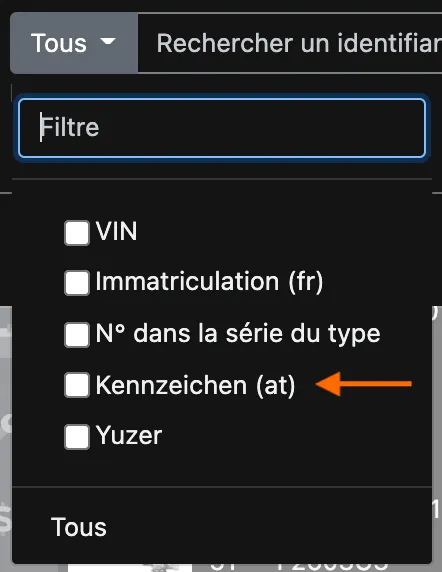 Tous
Rechercher un identifian
Filtre
VIN
Immatriculation (fr)
N° dans la série du type
Kennzeichen (at)
Yuzer
Tous